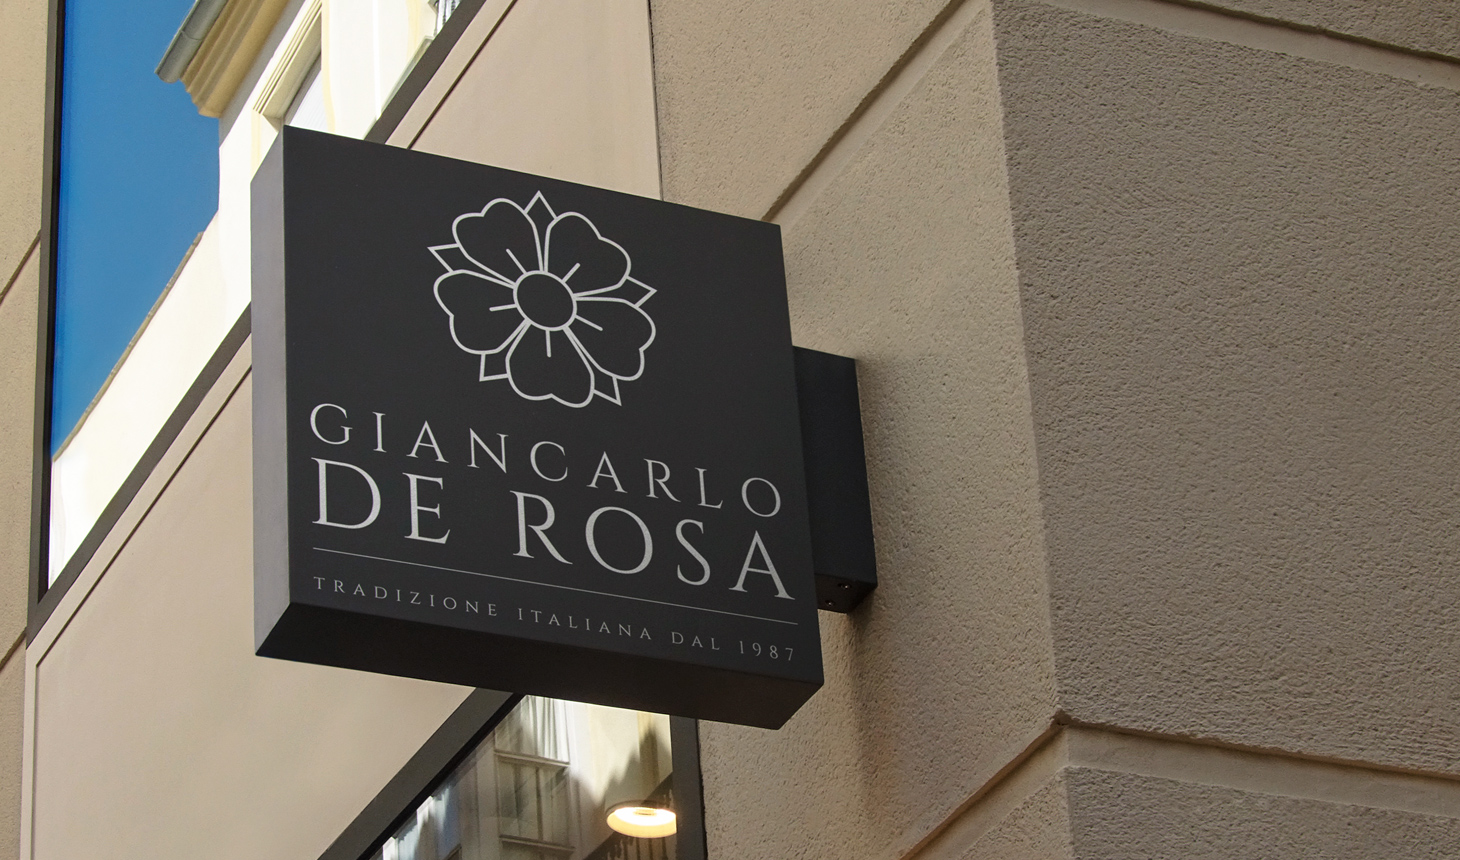 GIANCARLO
DE ROSA
TRADIZIONE ITALIANA DAL 1987